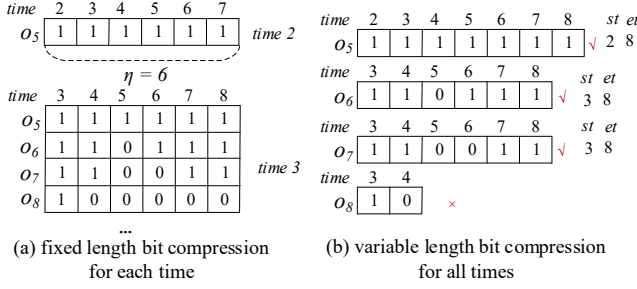 time 2 3 4 5 6 7
o5 1 1 1 1 1 1 time 2
η = 6
time 3 4 5 6 7 8
o5 1 1 1 1 1 1
o6 1 1 0 1 1 1
o7 1 1 0 0 1 1 time 3
o8 1 0 0 0 0 0
...
(a) fixed length bit compression
for each time
time 2 3 4 5 6 7 8 st et
o5 1 1 1 1 1 1 1 √ 2 8
time 3 4 5 6 7 8 st et
o6 1 1 0 1 1 1 √ 3 8
time 3 4 5 6 7 8 st et
o7 1 1 0 0 1 1 √ 3 8
time 3 4
o8 1 0 ×
(b) variable length bit compression
for all times